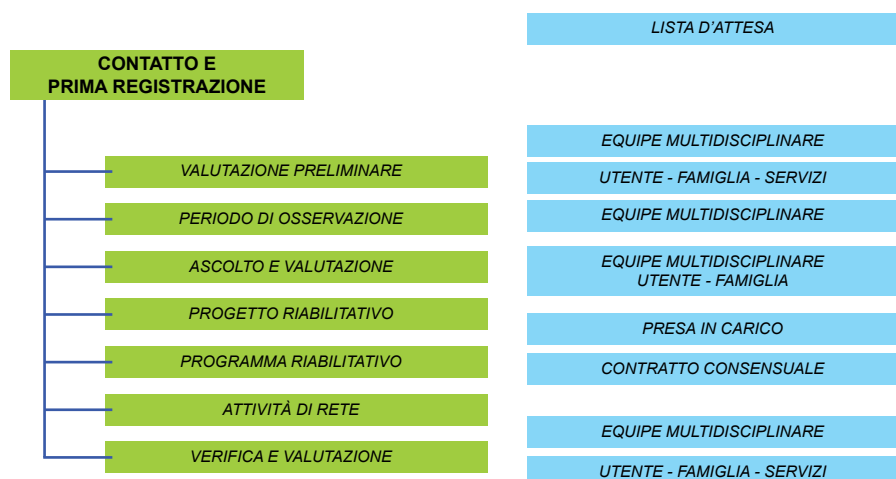 LISTA D'ATTESA
CONTATTO E
PRIMA REGISTRAZIONE
EQUIPE MULTIDISCIPLINARE
VALUTAZIONE PRELIMINARE
UTENTE - FAMIGLIA - SERVIZI
PERIODO DI OSSERVAZIONE
EQUIPE MULTIDISCIPLINARE
ASCOLTO E VALUTAZIONE
EQUIPE MULTIDISCIPLINARE
UTENTE - FAMIGLIA
PROGETTO RIABILITATIVO
PRESA IN CARICO
PROGRAMMA RIABILITATIVO
CONTRATTO CONSENSUALE
ATTIVITÀ DI RETE
EQUIPE MULTIDISCIPLINARE
VERIFICA E VALUTAZIONE
UTENTE - FAMIGLIA - SERVIZI